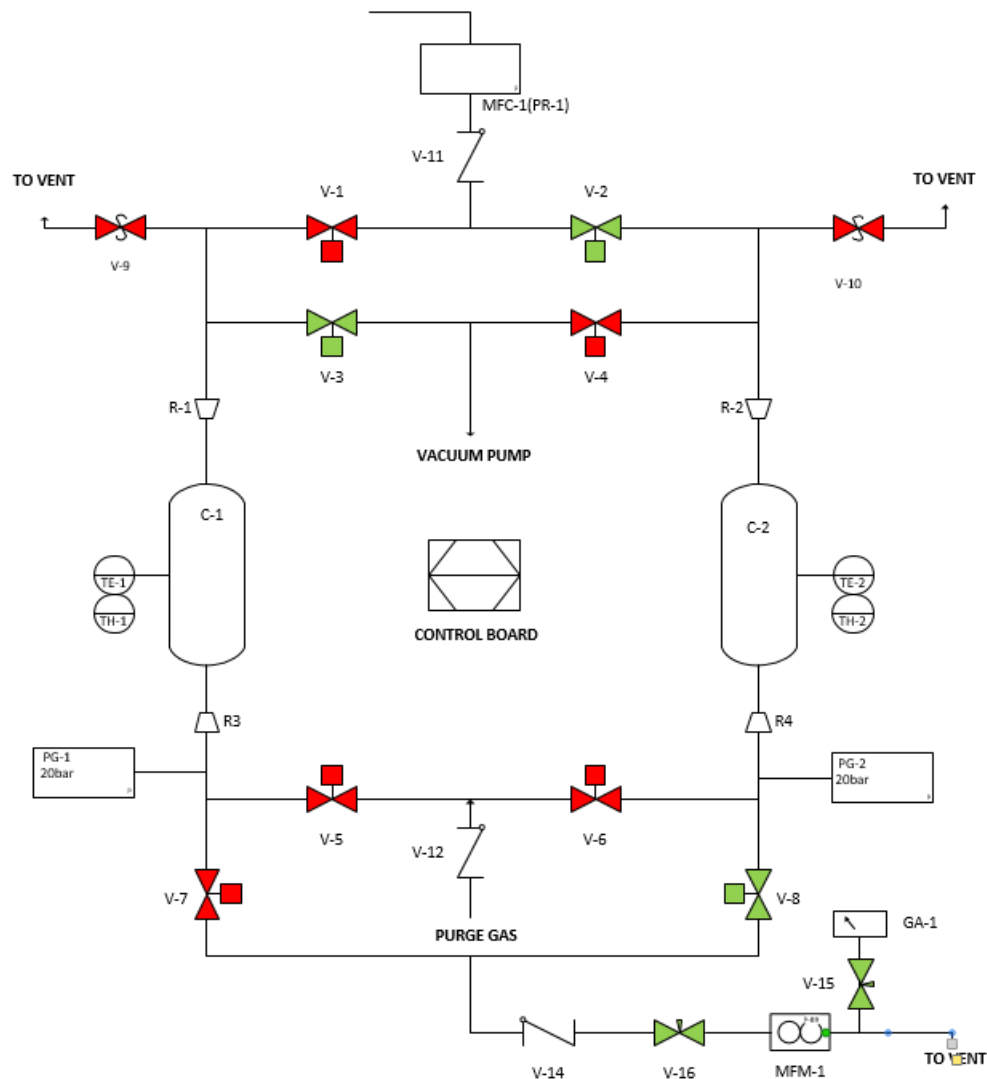 MFC-1(PR-1)
V-11
TO VENT
V-1
V-2
TO VENT
V-9
V-10
V-3
V-4
R-1
R-2
VACUUM PUMP
C-1
C-2
TE-1
TH-1
TE-2
TH-2
CONTROL BOARD
R3
R4
PG-1
20bar
PG-2
20bar
V-5
V-12
V-6
V-7
V-8
PURGE GAS
GA-1
V-15
V-14
V-16
MFM-1
TO VENT